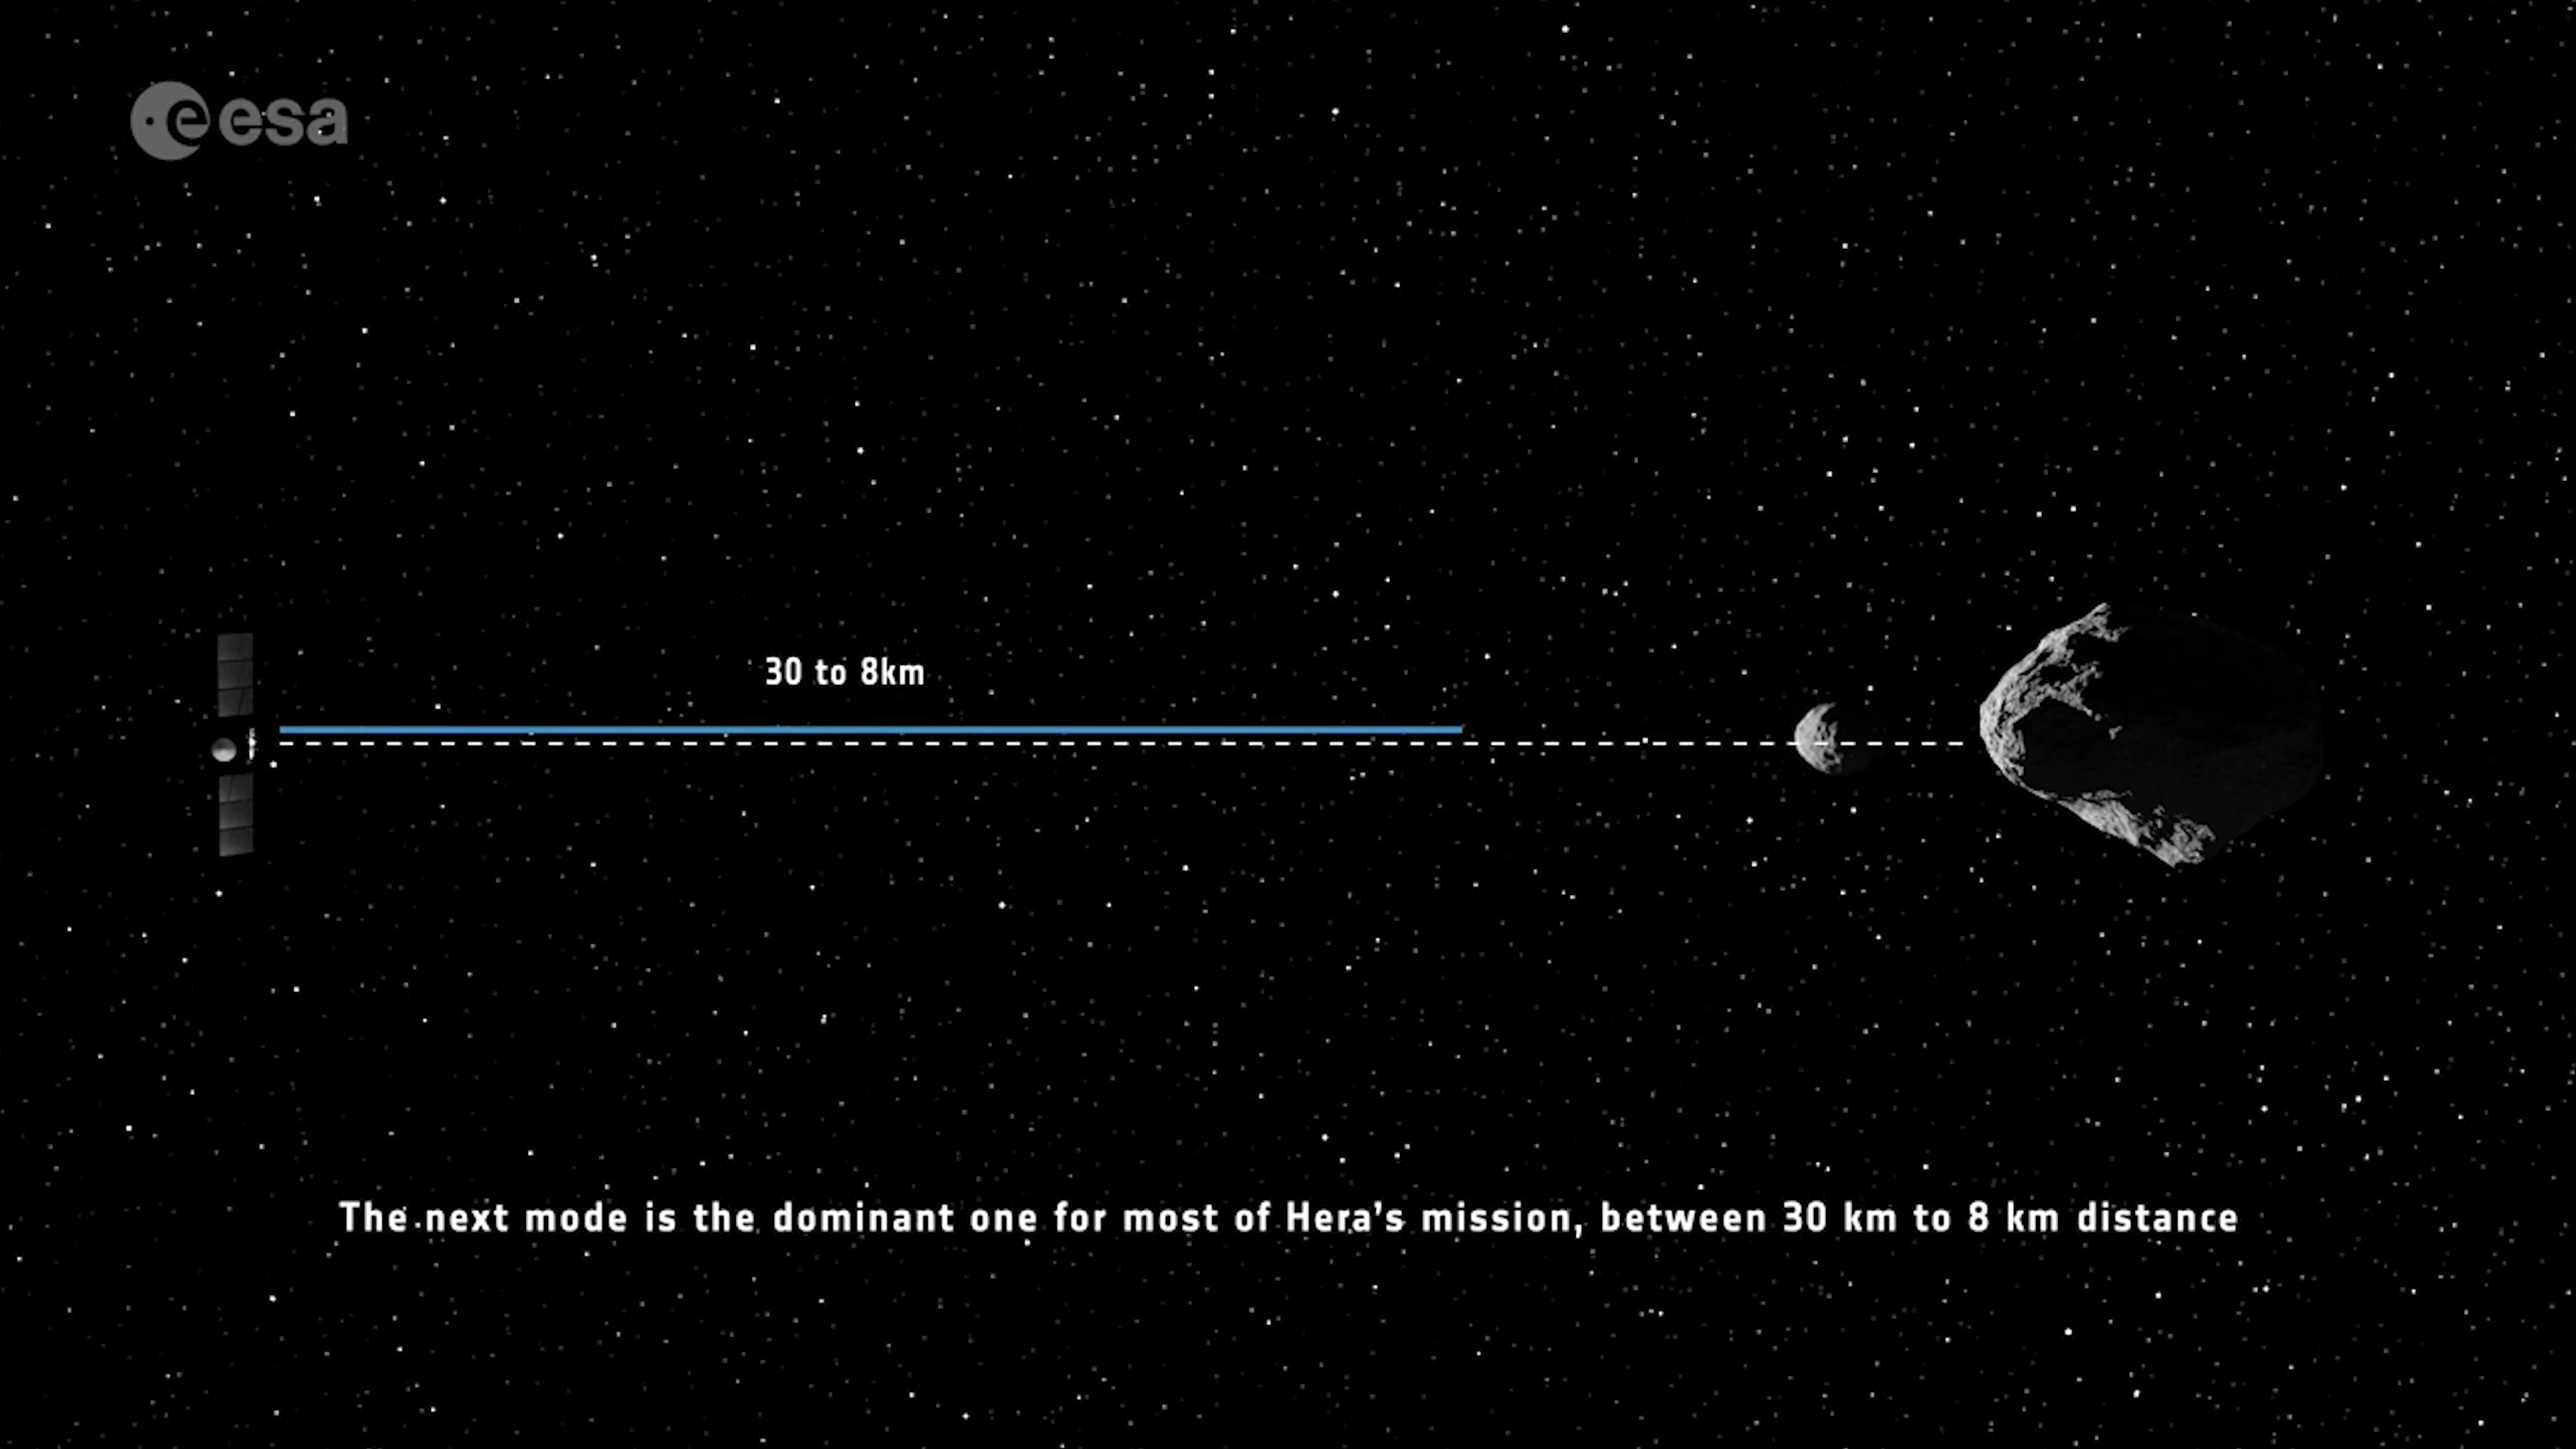 esa
30 to 8km
The next mode is the dominant one for most of Hera's mission, between 30 km to 8 km distance